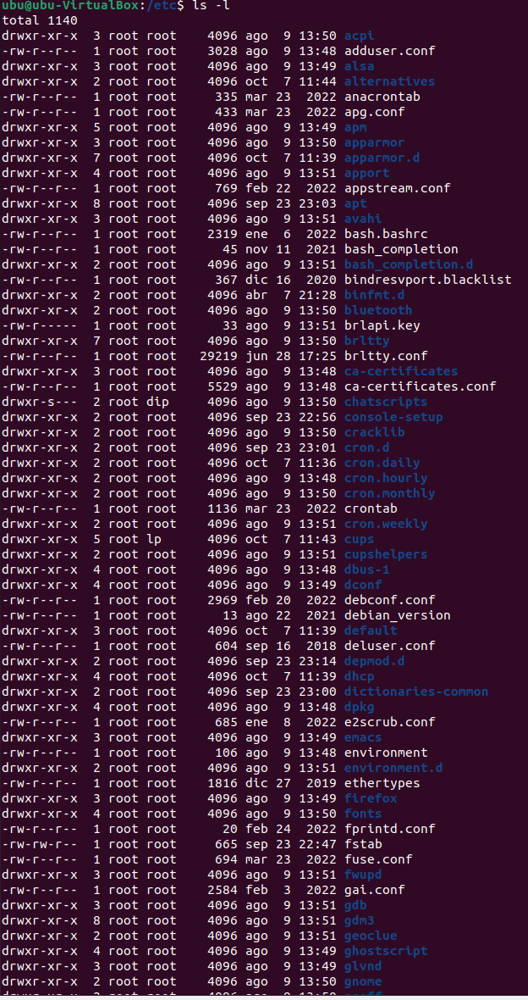 ubu@ubu-VirtualBox:/etc$ ls -l
total 1140
drwxr-xr-x  3 root root    4096 ago  9 13:50 acpi
-rw-r--r--  1 root root    3028 ago  9 13:48 adduser.conf
drwxr-xr-x  3 root root    4096 ago  9 13:49 alsa
drwxr-xr-x  2 root root    4096 oct  7 11:44 alternatives
-rw-r--r--  1 root root     335 mar 23  2022 anacrontab
-rw-r--r--  1 root root     433 mar 23  2022 apg.conf
drwxr-xr-x  5 root root    4096 ago  9 13:49 apm
drwxr-xr-x  3 root root    4096 ago  9 13:50 apparmor
drwxr-xr-x  7 root root    4096 oct  7 11:39 apparmor.d
drwxr-xr-x  4 root root    4096 ago  9 13:51 apport
-rw-r--r--  1 root root     769 feb 22  2022 appstream.conf
drwxr-xr-x  8 root root    4096 sep 23 23:03 apt
drwxr-xr-x  3 root root    4096 ago  9 13:51 avahi
-rw-r--r--  1 root root    2319 ene  6  2022 bash.bashrc
-rw-r--r--  1 root root      45 nov 11  2021 bash_completion
drwxr-xr-x  2 root root    4096 ago  9 13:51 bash_completion.d
-rw-r--r--  1 root root     367 dic 16  2020 bindresvport.blacklist
drwxr-xr-x  2 root root    4096 abr  7 21:28 binfmt.d
drwxr-xr-x  2 root root    4096 ago  9 13:50 bluetooth
-rw-r-----  1 root root      33 ago  9 13:51 brlapi.key
drwxr-xr-x  7 root root    4096 ago  9 13:50 brltty
-rw-r--r--  1 root root   29219 jun 28 17:25 brltty.conf
drwxr-xr-x  3 root root    4096 ago  9 13:48 ca-certificates
-rw-r--r--  1 root root    5529 ago  9 13:48 ca-certificates.conf
drwxr-s---  2 root dip     4096 ago  9 13:50 chatscripts
drwxr-xr-x  2 root root    4096 sep 23 22:56 console-setup
drwxr-xr-x  2 root root    4096 ago  9 13:50 cracklib
drwxr-xr-x  2 root root    4096 sep 23 23:01 cron.d
drwxr-xr-x  2 root root    4096 oct  7 11:36 cron.daily
drwxr-xr-x  2 root root    4096 ago  9 13:48 cron.hourly
drwxr-xr-x  2 root root    4096 ago  9 13:50 cron.monthly
-rw-r--r--  1 root root    1136 mar 23  2022 crontab
drwxr-xr-x  2 root root    4096 ago  9 13:51 cron.weekly
drwxr-xr-x  5 root lp      4096 oct  7 11:43 cups
drwxr-xr-x  2 root root    4096 ago  9 13:51 cupshelpers
drwxr-xr-x  4 root root    4096 ago  9 13:48 dbus-1
drwxr-xr-x  4 root root    4096 ago  9 13:49 dconf
-rw-r--r--  1 root root    2969 feb 20  2022 debconf.conf
-rw-r--r--  1 root root      13 ago 22  2021 debian_version
drwxr-xr-x  3 root root    4096 oct  7 11:39 default
-rw-r--r--  1 root root     604 sep 16  2018 deluser.conf
drwxr-xr-x  2 root root    4096 sep 23 23:14 depmod.d
drwxr-xr-x  4 root root    4096 oct  7 11:39 dhcp
drwxr-xr-x  2 root root    4096 sep 23 23:00 dictionaries-common
drwxr-xr-x  4 root root    4096 ago  9 13:48 dpkg
-rw-r--r--  1 root root     685 ene  8  2022 e2scrub.conf
drwxr-xr-x  3 root root    4096 ago  9 13:49 emacs
-rw-r--r--  1 root root     106 ago  9 13:48 environment
drwxr-xr-x  2 root root    4096 ago  9 13:51 environment.d
-rw-r--r--  1 root root    1816 dic 27  2019 ethertypes
drwxr-xr-x  3 root root    4096 ago  9 13:49 firefox
drwxr-xr-x  4 root root    4096 ago  9 13:50 fonts
-rw-r--r--  1 root root      20 feb 24  2022 fprintd.conf
-rw-rw-r--  1 root root     665 sep 23 22:47 fstab
-rw-r--r--  1 root root     694 mar 23  2022 fuse.conf
drwxr-xr-x  3 root root    4096 ago  9 13:51 fwupd
-rw-r--r--  1 root root    2584 feb  3  2022 gai.conf
drwxr-xr-x  3 root root    4096 ago  9 13:51 gdb
drwxr-xr-x  8 root root    4096 ago  9 13:51 gdm3
drwxr-xr-x  2 root root    4096 ago  9 13:51 geoclue
drwxr-xr-x  4 root root    4096 ago  9 13:49 ghostscript
drwxr-xr-x  3 root root    4096 ago  9 13:49 glvnd
drwxr-xr-x  2 root root    4096 ago  9 13:50 gnome